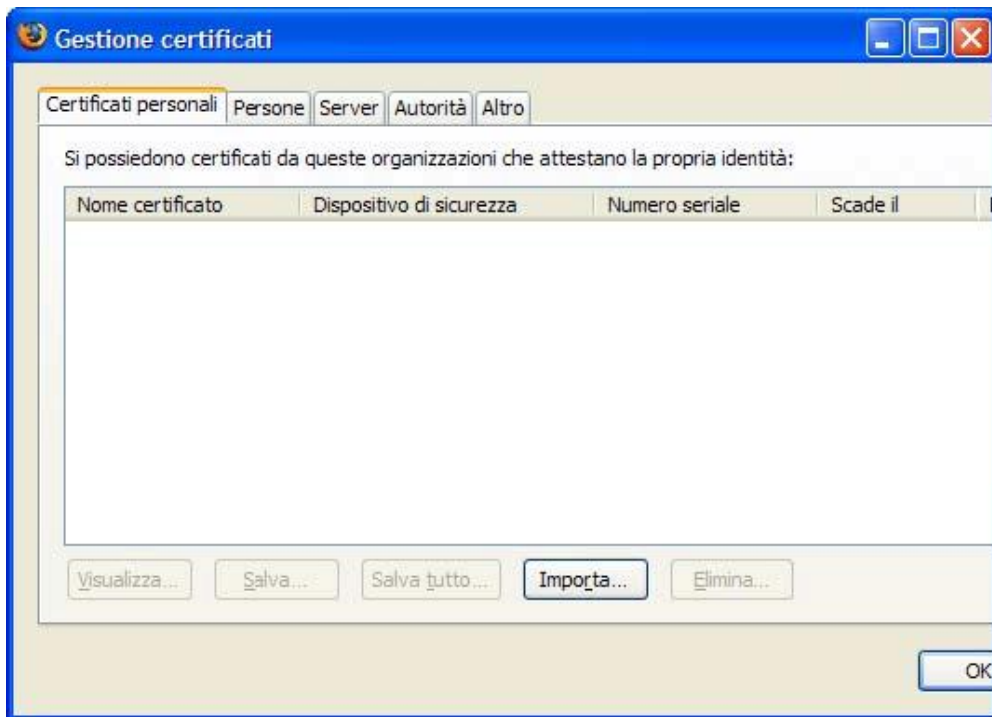 Gestione certificati
Certificati personali Persone Server Autorità Altro
Si possiedono certificati da queste organizzazioni che attestano la propria identità:
Nome certificato Dispositivo di sicurezza Numero seriale Scade il
Visualizza... Salva... Salva tutto... Importa... Elimina...
OK